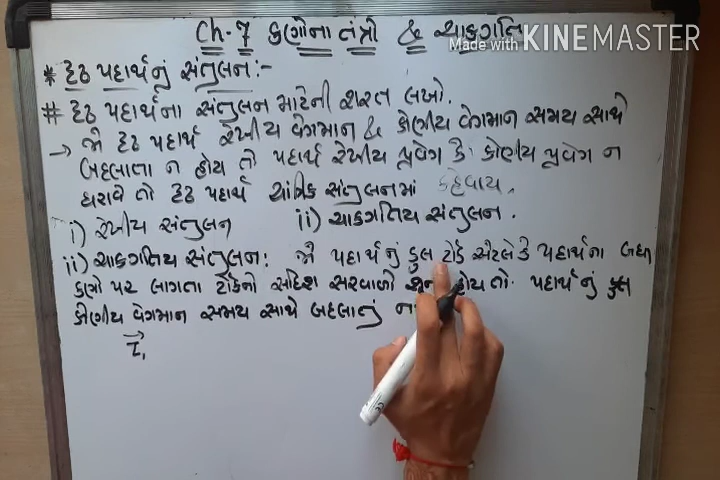 Ch-7 કણોના તંત્રો & ચાકગતિ
Made with KINEMASTER
* દૃઢ પદાર્થનું સંતુલન:-
# દૃઢ પદાર્થના સંતુલન માટેની શરત લખો.
→ જો દૃઢ પદાર્થ રેખીય વેગમાન & કોણીય વેગમાન સમય સાથે
બદલાતા ન હોય તો પદાર્થ રેખીય પ્રવેગ કે કોણીય પ્રવેગ ન
ધરાવે તો દૃઢ પદાર્થ યાંત્રિક સંતુલનમાં કહેવાય.
i) રેખીય સંતુલન ii) ચાકગતિય સંતુલન.
ii) ચાકગતિય સંતુલન: જો પદાર્થનું કુલ ટોર્ક એટલે કે પદાર્થના બધા
કણો પર લાગતા ટોર્કનો સદિશ સરવાળો હોય તો. પદાર્થનું કુલ
કોણીય વેગમાન સમય સાથે બદલાતું